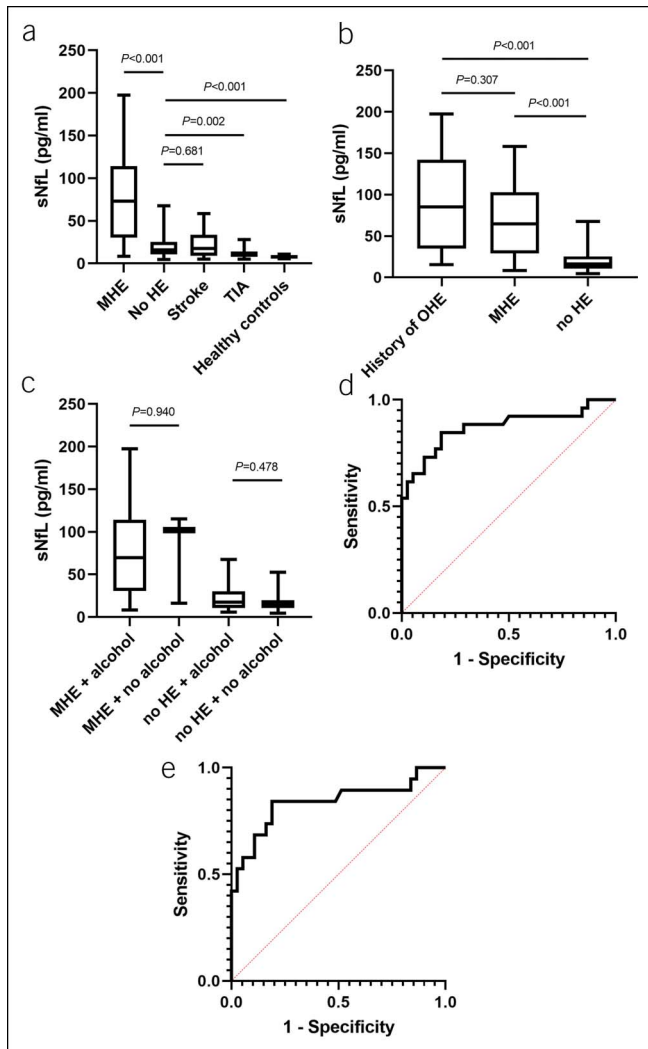 a
P<0.001
P<0.001
P=0.002
P=0.681
sNfL (pg/ml)
250
200
150
100
50
0
MHE
No HE
Stroke
TIA
Healthy controls
b
P<0.001
P=0.307
P<0.001
sNfL (pg/ml)
250
200
150
100
50
0
History of OHE
MHE
no HE
c
P=0.940
P=0.478
sNfL (pg/ml)
250
200
150
100
50
0
MHE + alcohol
MHE + no alcohol
no HE + alcohol
no HE + no alcohol
d
Sensitivity
1.0
0.5
0.0
0.0 0.5 1.0
1 - Specificity
e
Sensitivity
1.0
0.5
0.0
0.0 0.5 1.0
1 - Specificity